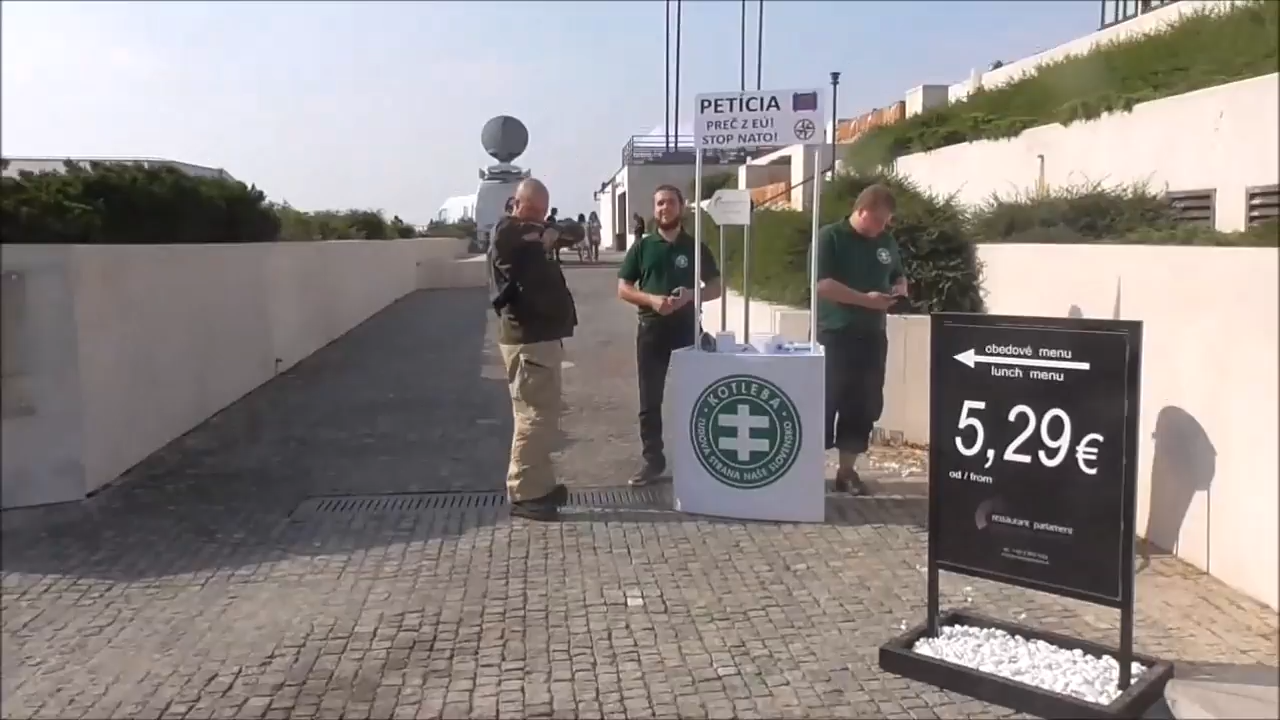 PETÍCIA
PREČ Z EÚ!
STOP NATO!
KOTLEBA
ĽUDOVÁ STRANA NAŠE SLOVENSKO
obedové menu
lunch menu
5,29€
od / from
restaurant parlament